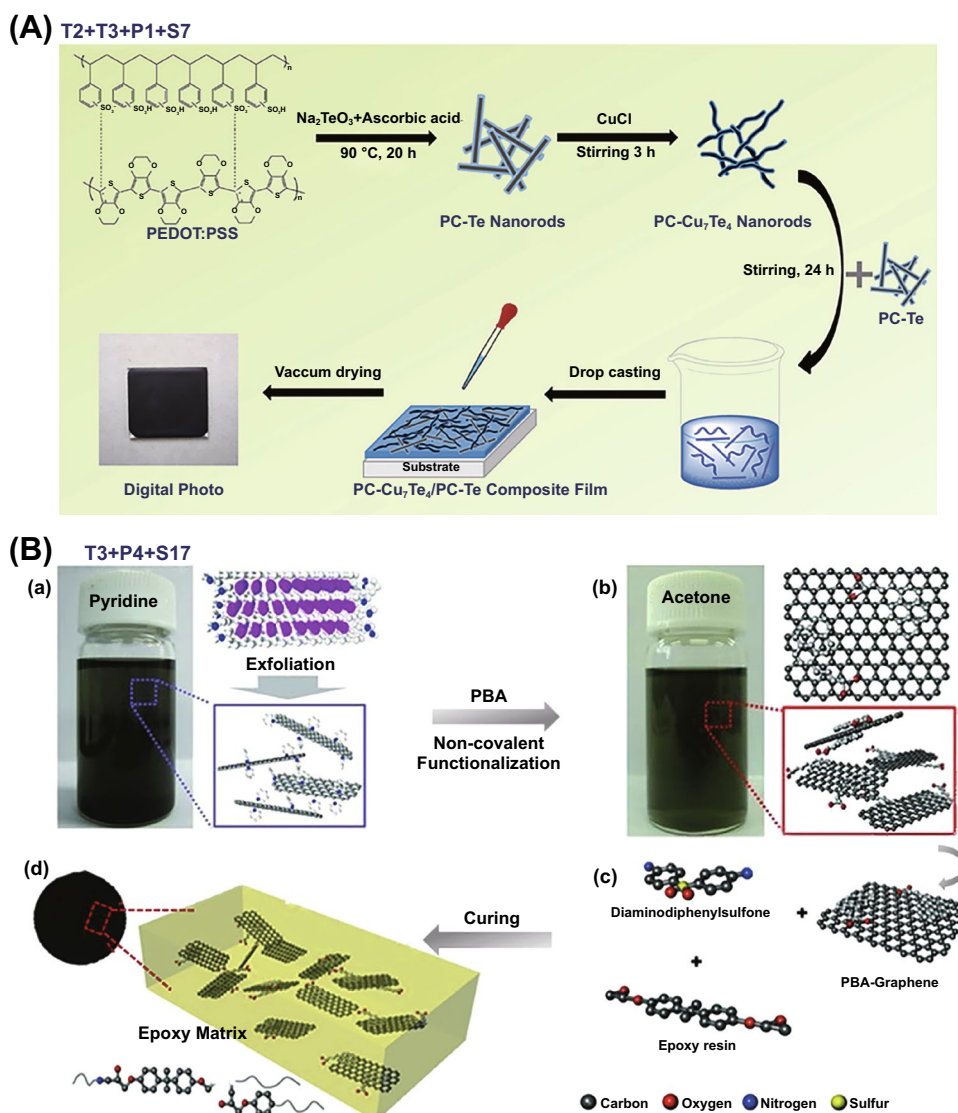 (A)
T2+T3+P1+S7
n
SO₃⁻ SO₃H SO₃H SO₃H SO₃⁻ SO₃H
O O O O O O
S S S S S S
O O O O O O
n
PEDOT:PSS
Na₂TeO₃+Ascorbic acid
90 °C, 20 h
PC-Te Nanorods
CuCl
Stirring 3 h
PC-Cu₇Te₄ Nanorods
Stirring, 24 h
PC-Te
Drop casting
Substrate
PC-Cu₇Te₄/PC-Te Composite Film
Vaccum drying
Digital Photo
(B)
T3+P4+S17
(a)
Pyridine
Exfoliation
PBA
Non-covalent
Functionalization
(b)
Acetone
(c)
Diaminodiphenylsulfone
+
PBA-Graphene
+
Epoxy resin
Curing
(d)
Epoxy Matrix
Carbon Oxygen Nitrogen Sulfur